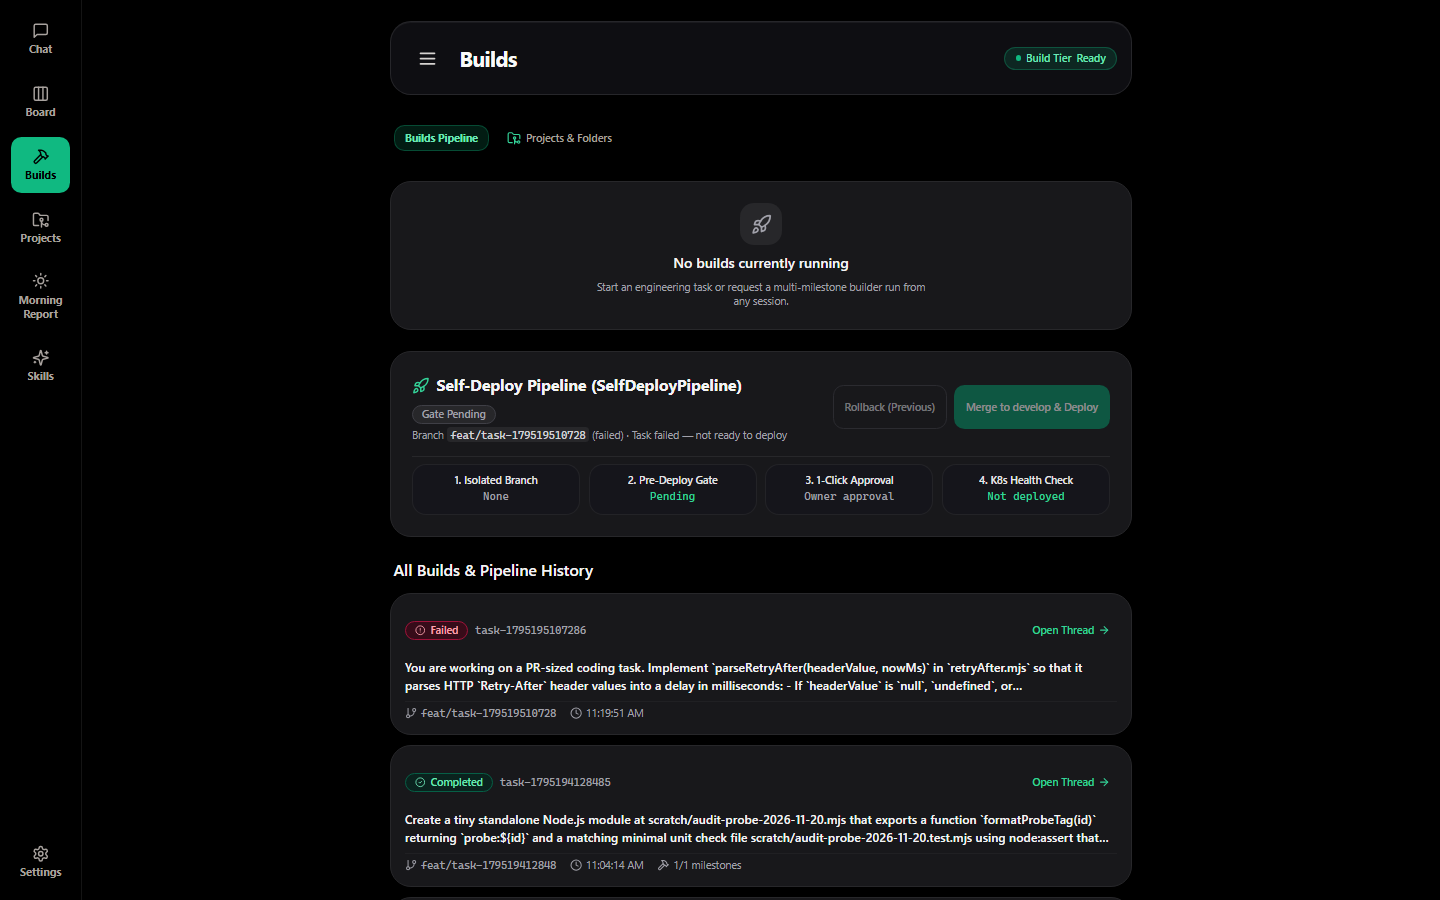 Chat
Board
Builds
Projects
Morning
Report
Skills
Settings
Builds
Build Tier Ready
Builds Pipeline
Projects & Folders
No builds currently running
Start an engineering task or request a multi-milestone builder run from
any session.
Self-Deploy Pipeline (SelfDeployPipeline)
Gate Pending
Branch feat/task-179519510728 (failed) · Task failed — not ready to deploy
Rollback (Previous)
Merge to develop & Deploy
1. Isolated Branch
None
2. Pre-Deploy Gate
Pending
3. 1-Click Approval
Owner approval
4. K8s Health Check
Not deployed
All Builds & Pipeline History
Failed task-1795195107286
Open Thread →
You are working on a PR-sized coding task. Implement `parseRetryAfter(headerValue, nowMs)` in `retryAfter.mjs` so that it
parses HTTP `Retry-After` header values into a delay in milliseconds: - If `headerValue` is `null`, `undefined`, or...
feat/task-179519510728 11:19:51 AM
Completed task-1795194128485
Open Thread →
Create a tiny standalone Node.js module at scratch/audit-probe-2026-11-20.mjs that exports a function `formatProbeTag(id)`
returning `probe:${id}` and a matching minimal unit check file scratch/audit-probe-2026-11-20.test.mjs using node:assert that...
feat/task-179519412848 11:04:14 AM 1/1 milestones